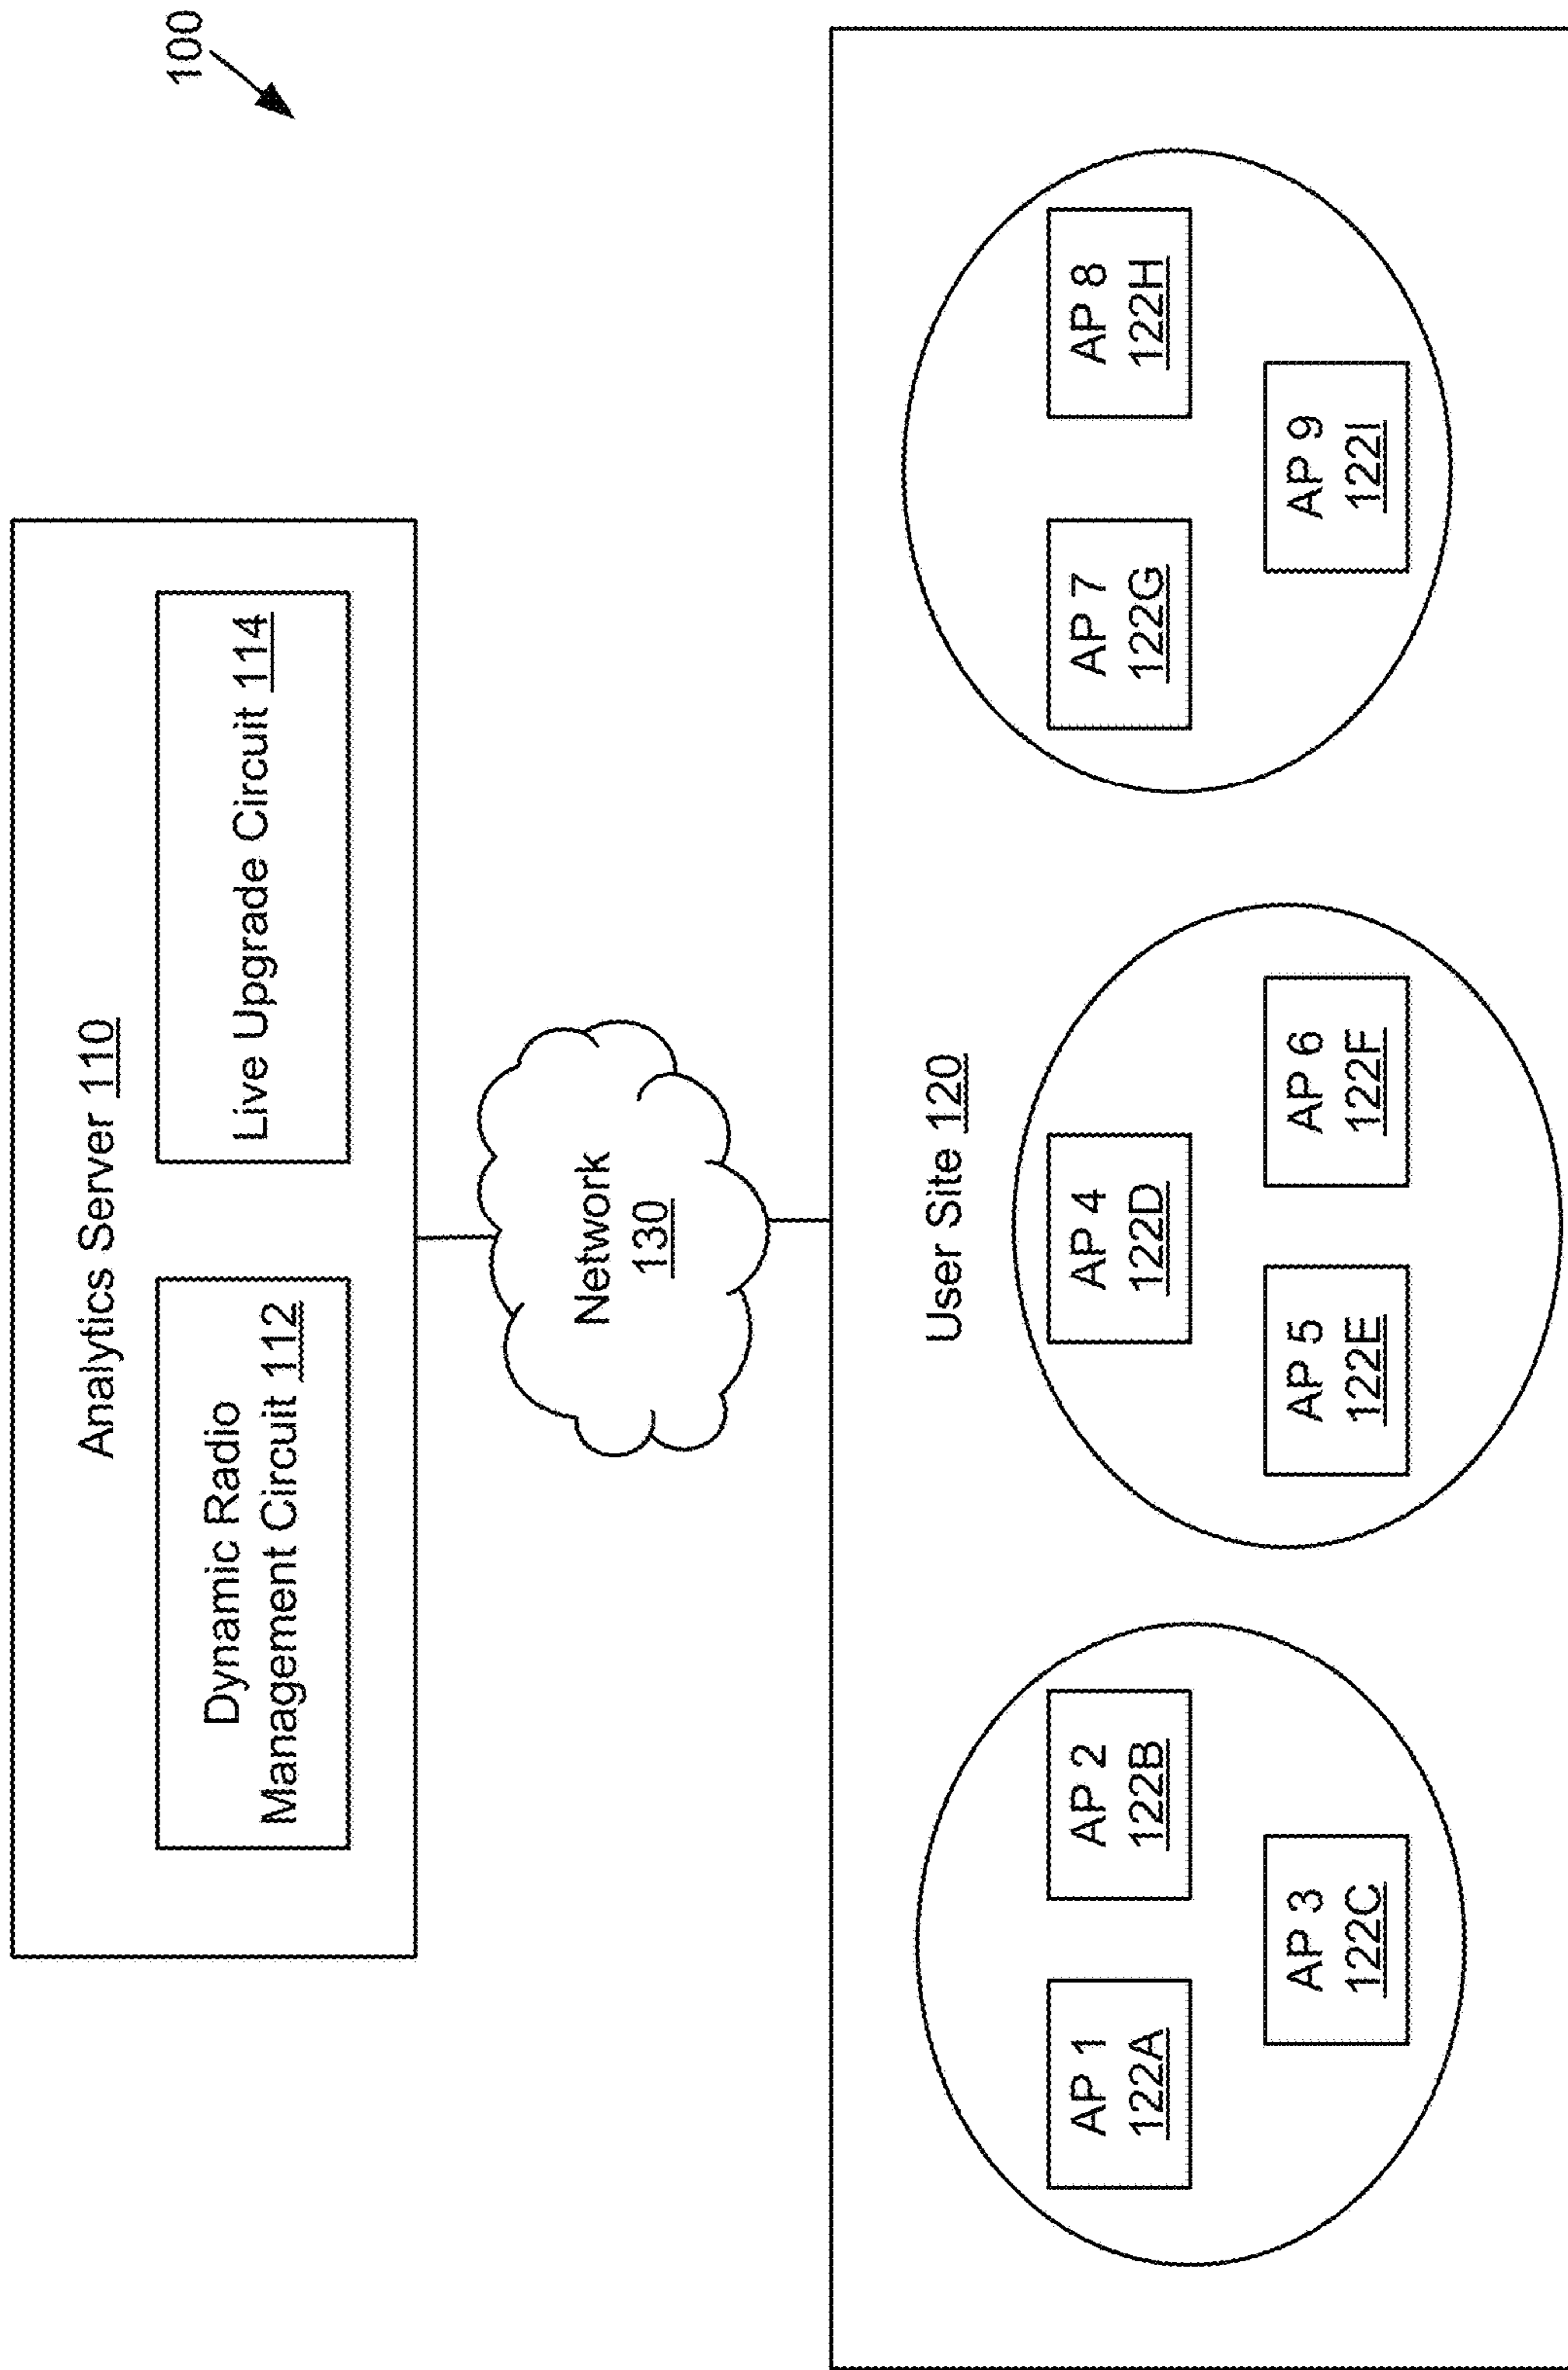 100
Analytics Server 110
Dynamic Radio
Management Circuit 112
Live Upgrade Circuit 114
Network
130
User Site 120
AP 1
122A
AP 2
122B
AP 3
122C
AP 4
122D
AP 5
122E
AP 6
122F
AP 7
122G
AP 8
122H
AP 9
122I